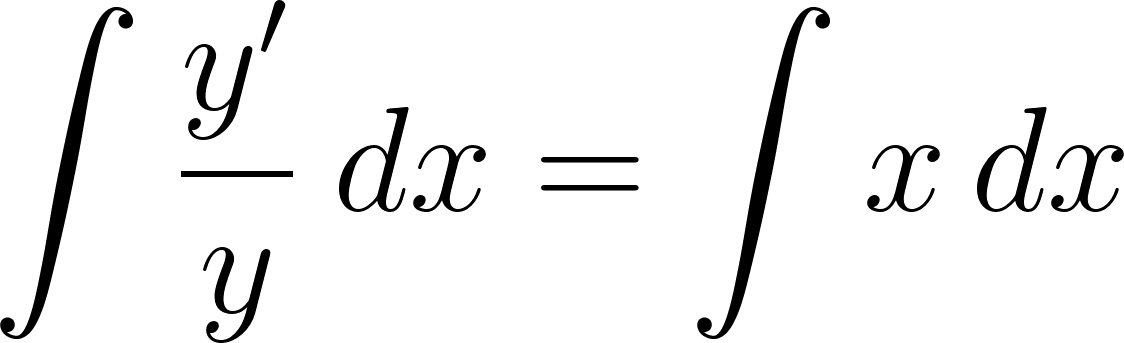 ∫ y′/y dx = ∫ x dx